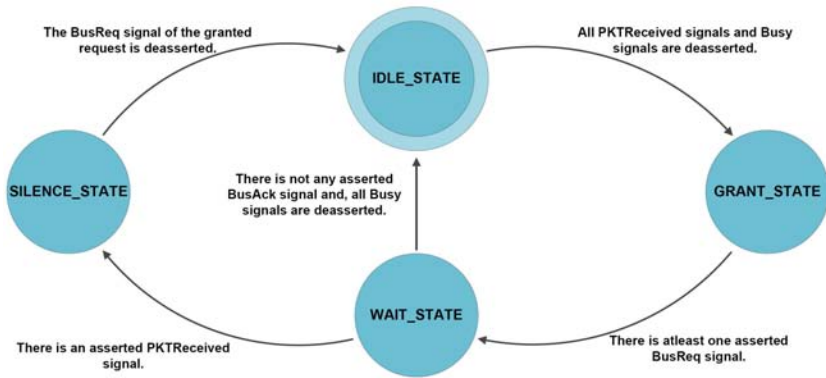 The BusReq signal of the granted
request is deasserted.
All PKTReceived signals and Busy
signals are deasserted.
IDLE_STATE
There is not any asserted
BusAck signal and, all Busy
signals are deasserted.
SILENCE_STATE
GRANT_STATE
WAIT_STATE
There is an asserted PKTReceived
signal.
There is atleast one asserted
BusReq signal.